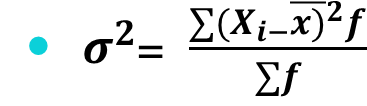 • σ²= ∑(Xᵢ₋x̅)²f / ∑f